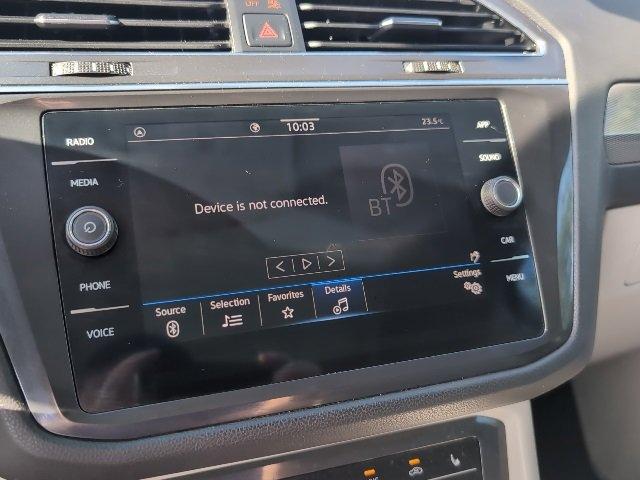 OFF
RADIO
MEDIA
PHONE
VOICE
10:03
23.5°C
Device is not connected.
BT
Source
Selection
Favorites
Details
Settings
APP
SOUND
CAR
MENU